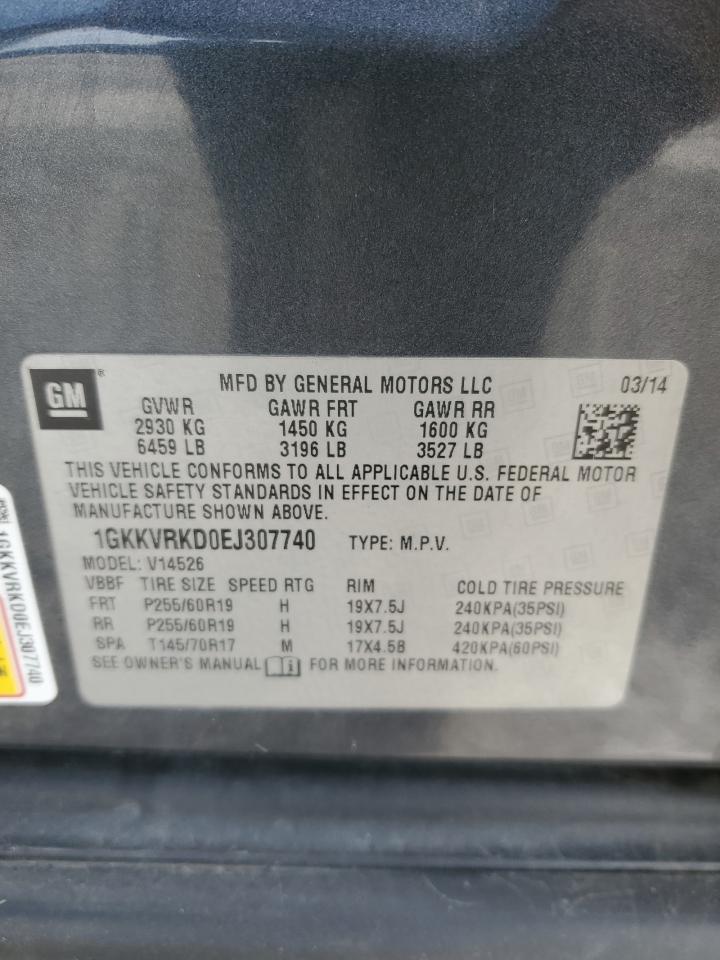 GM®
MFD BY GENERAL MOTORS LLC 03/14
GVWR GAWR FRT GAWR RR
2930 KG 1450 KG 1600 KG
6459 LB 3196 LB 3527 LB
THIS VEHICLE CONFORMS TO ALL APPLICABLE U.S. FEDERAL MOTOR
VEHICLE SAFETY STANDARDS IN EFFECT ON THE DATE OF
MANUFACTURE SHOWN ABOVE.
1GKKVRKD0EJ307740 TYPE: M.P.V.
MODEL: V14526
VBBF TIRE SIZE SPEED RTG RIM COLD TIRE PRESSURE
FRT P255/60R19 H 19X7.5J 240KPA(35PSI)
RR P255/60R19 H 19X7.5J 240KPA(35PSI)
SPA T145/70R17 M 17X4.5B 420KPA(60PSI)
SEE OWNER'S MANUAL FOR MORE INFORMATION.
1GKKVRKD0EJ307740